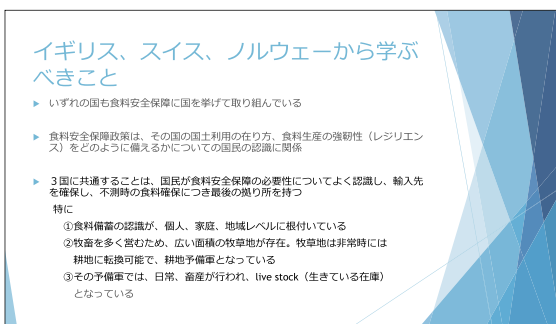 イギリス、スイス、ノルウェーから学ぶ
べきこと
▶ いずれの国も食料安全保障に国を挙げて取り組んでいる
▶ 食料安全保障政策は、その国の国土利用の在り方、食料生産の強靭性（レジリエン
ス）をどのように備えるかについての国民の認識に関係
▶ ３国に共通することは、国民が食料安全保障の必要性についてよく認識し、輸入先
を確保し、不測時の食料確保につき最後の拠り所を持つ
特に
①食料備蓄の認識が、個人、家庭、地域レベルに根付いている
②牧畜を多く営むため、広い面積の牧草地が存在。牧草地は非常時には
耕地に転換可能で、耕地予備軍となっている
③その予備軍では、日常、畜産が行われ、live stock（生きている在庫）
となっている